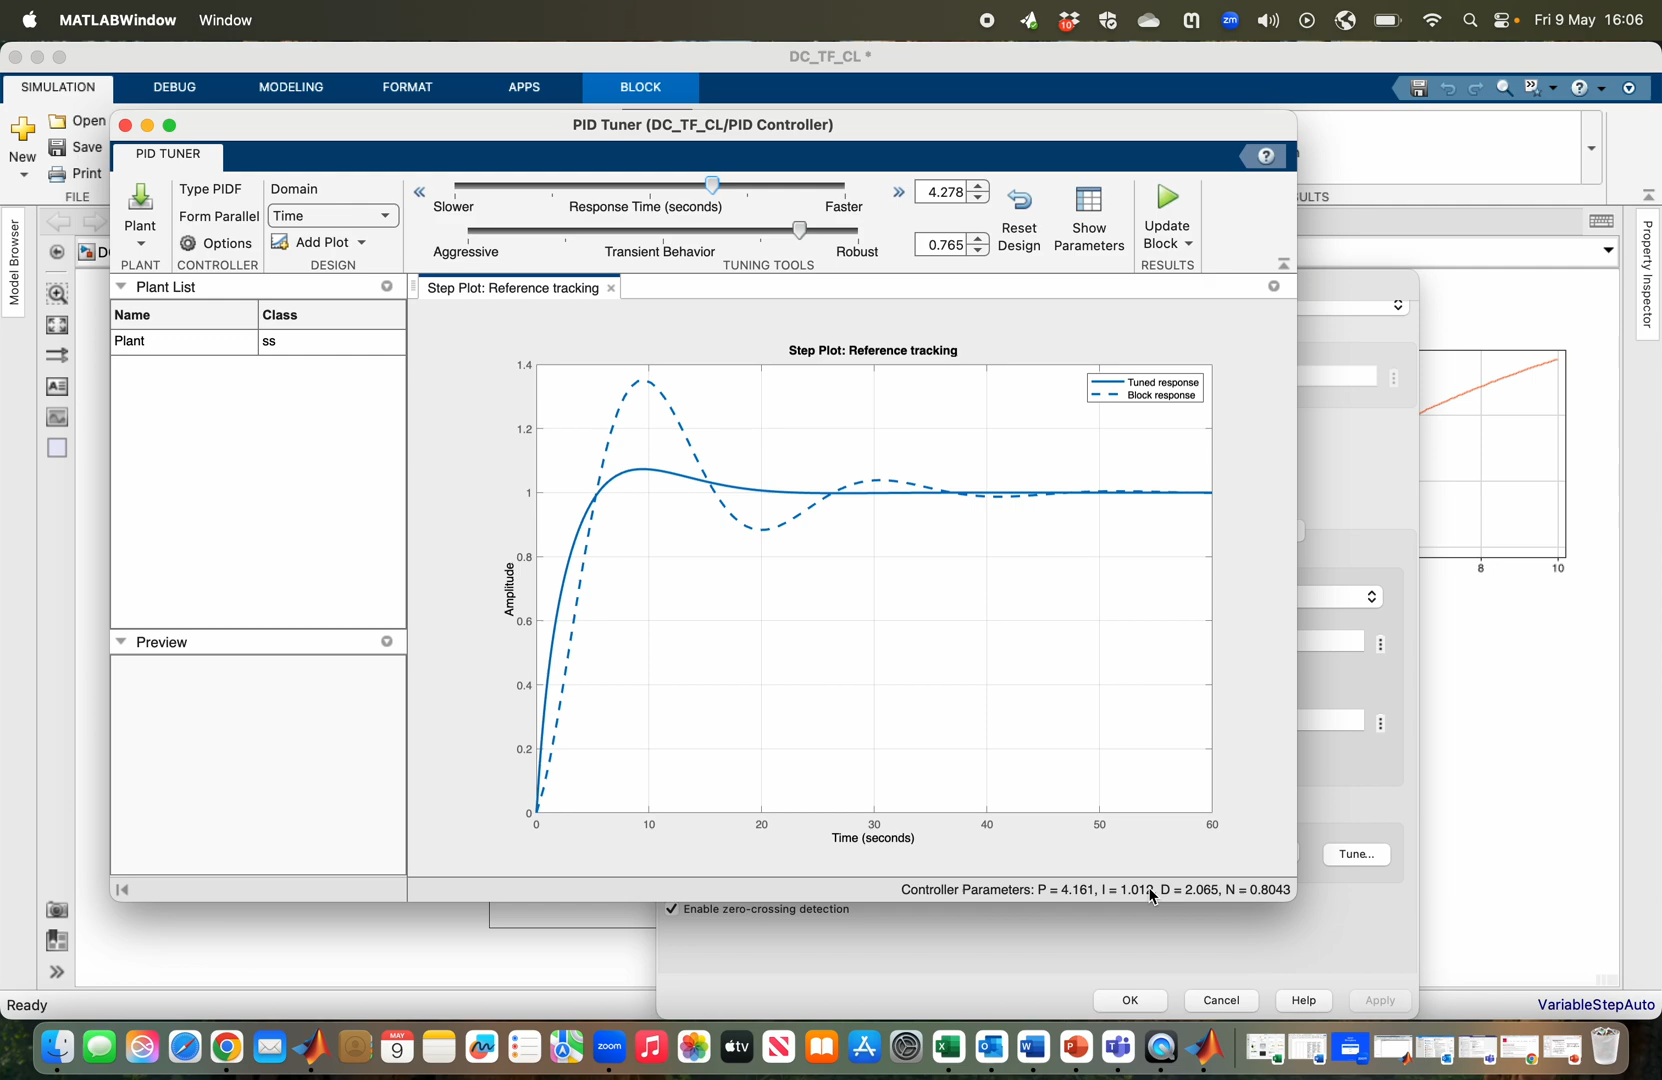 MATLABWindow Window
10
zm
Fri 9 May 16:06
DC_TF_CL *
SIMULATION DEBUG MODELING FORMAT APPS BLOCK
New
Open
Save
Print
FILE
PID Tuner (DC_TF_CL/PID Controller)
PID TUNER
Plant
PLANT
Type PIDF
Form Parallel
Options
CONTROLLER
Domain
Time
Add Plot
DESIGN
Slower Response Time (seconds) Faster
4.278
Aggressive Transient Behavior Robust
0.765
TUNING TOOLS
Reset
Design
Show
Parameters
Update
Block
RESULTS
ULTS
Model Browser
Property Inspector
Plant List
Name Class
Plant ss
Preview
Step Plot: Reference tracking
Step Plot: Reference tracking
Tuned response
Block response
1.4
1.2
1
0.8
0.6
0.4
0.2
0
Amplitude
0 10 20 30 40 50 60
Time (seconds)
Controller Parameters: P = 4.161, I = 1.012, D = 2.065, N = 0.8043
8 10
Tune...
Enable zero-crossing detection
OK Cancel Help Apply
Ready
VariableStepAuto
MAY
9
zoom
tv